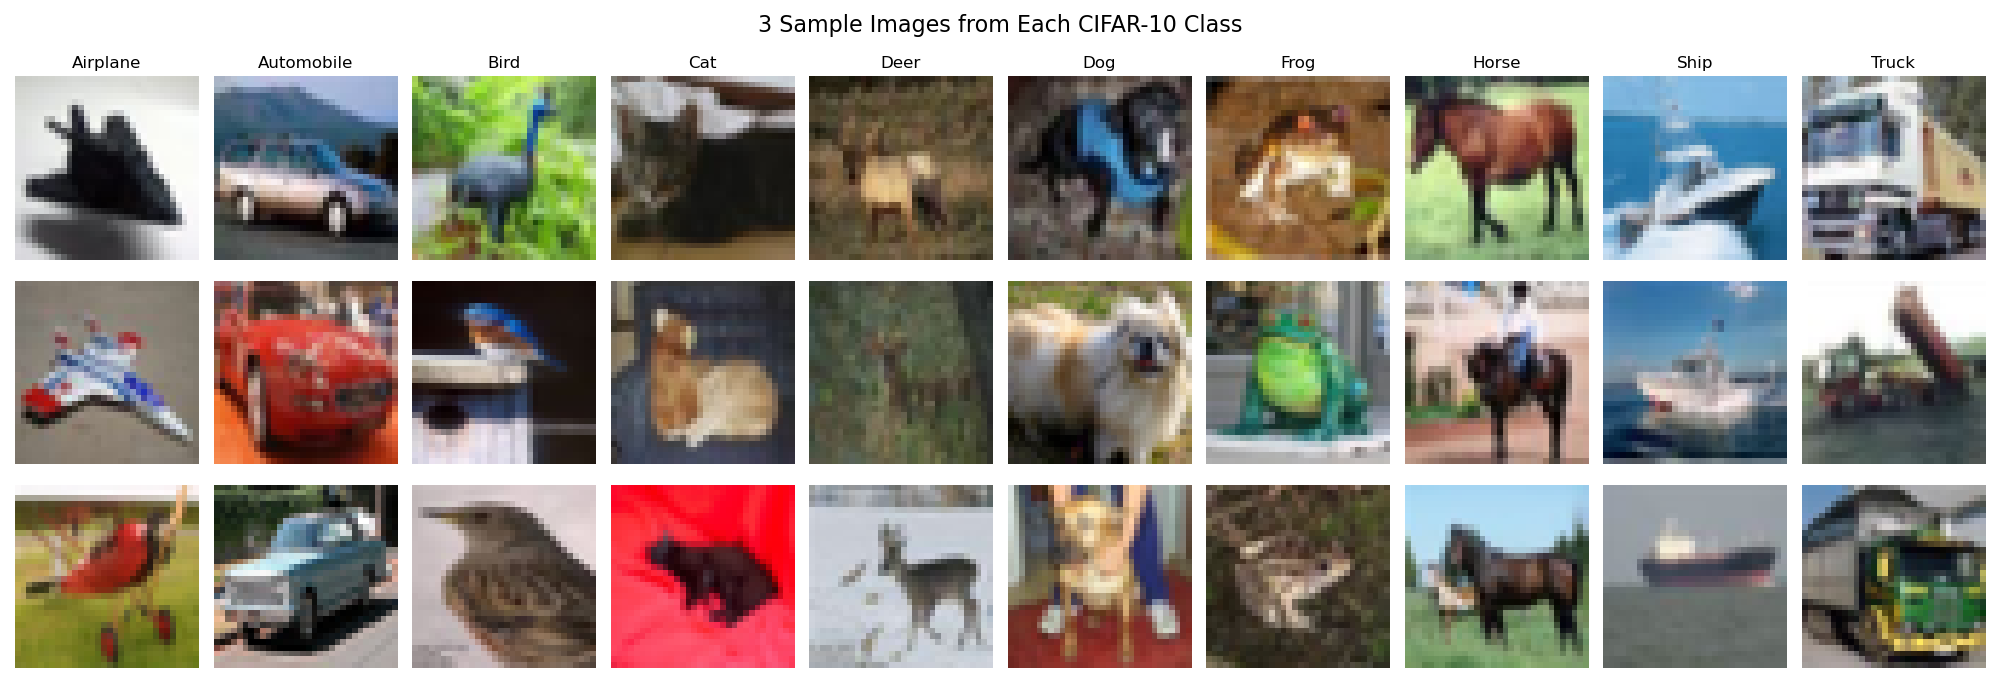 3 Sample Images from Each CIFAR-10 Class
Airplane Automobile Bird Cat Deer Dog Frog Horse Ship Truck